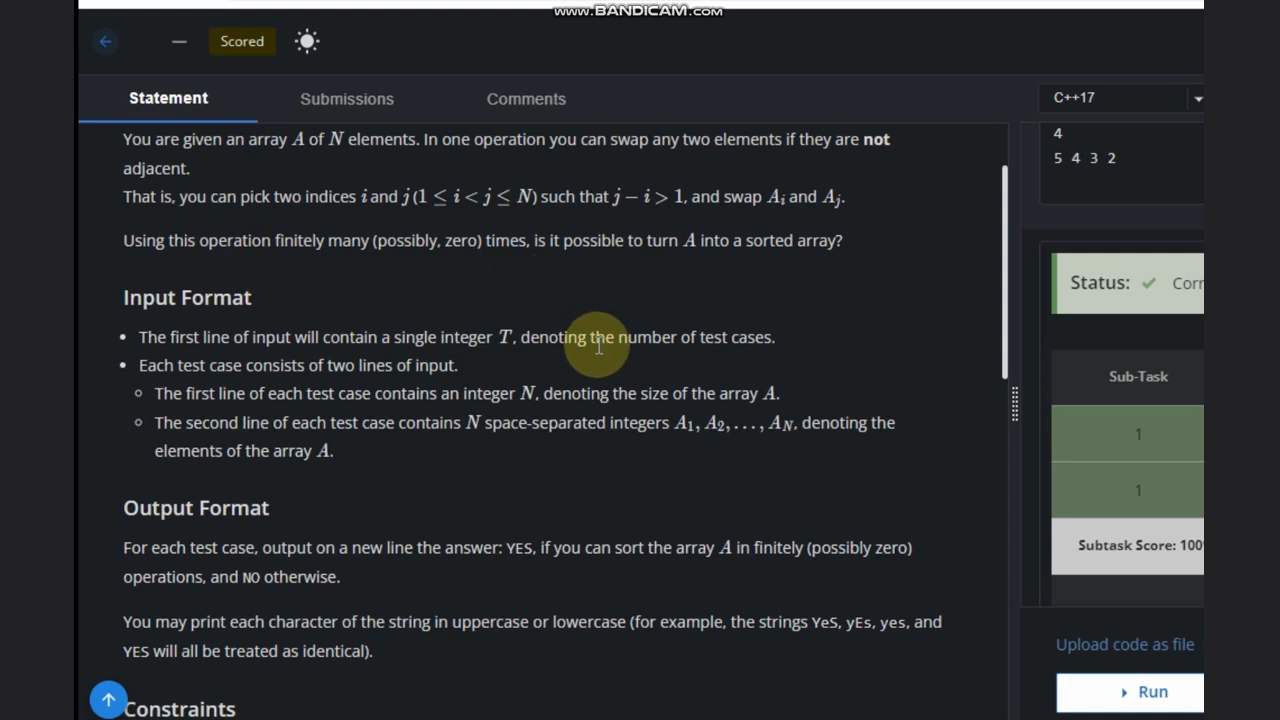 www.BANDICAM.com
Scored
Statement Submissions Comments
C++17
You are given an array A of N elements. In one operation you can swap any two elements if they are not
adjacent.
That is, you can pick two indices i and j (1 ≤ i < j ≤ N) such that j − i > 1, and swap A_i and A_j.
Using this operation finitely many (possibly, zero) times, is it possible to turn A into a sorted array?
Input Format
• The first line of input will contain a single integer T, denoting the number of test cases.
• Each test case consists of two lines of input.
◦ The first line of each test case contains an integer N, denoting the size of the array A.
◦ The second line of each test case contains N space-separated integers A_1, A_2, . . . , A_N, denoting the
elements of the array A.
Output Format
For each test case, output on a new line the answer: YES, if you can sort the array A in finitely (possibly zero)
operations, and NO otherwise.
You may print each character of the string in uppercase or lowercase (for example, the strings YeS, yEs, yes, and
YES will all be treated as identical).
Constraints
4
5 4 3 2
Status: ✓ Corr
Sub-Task
1
1
Subtask Score: 100
Upload code as file
Run